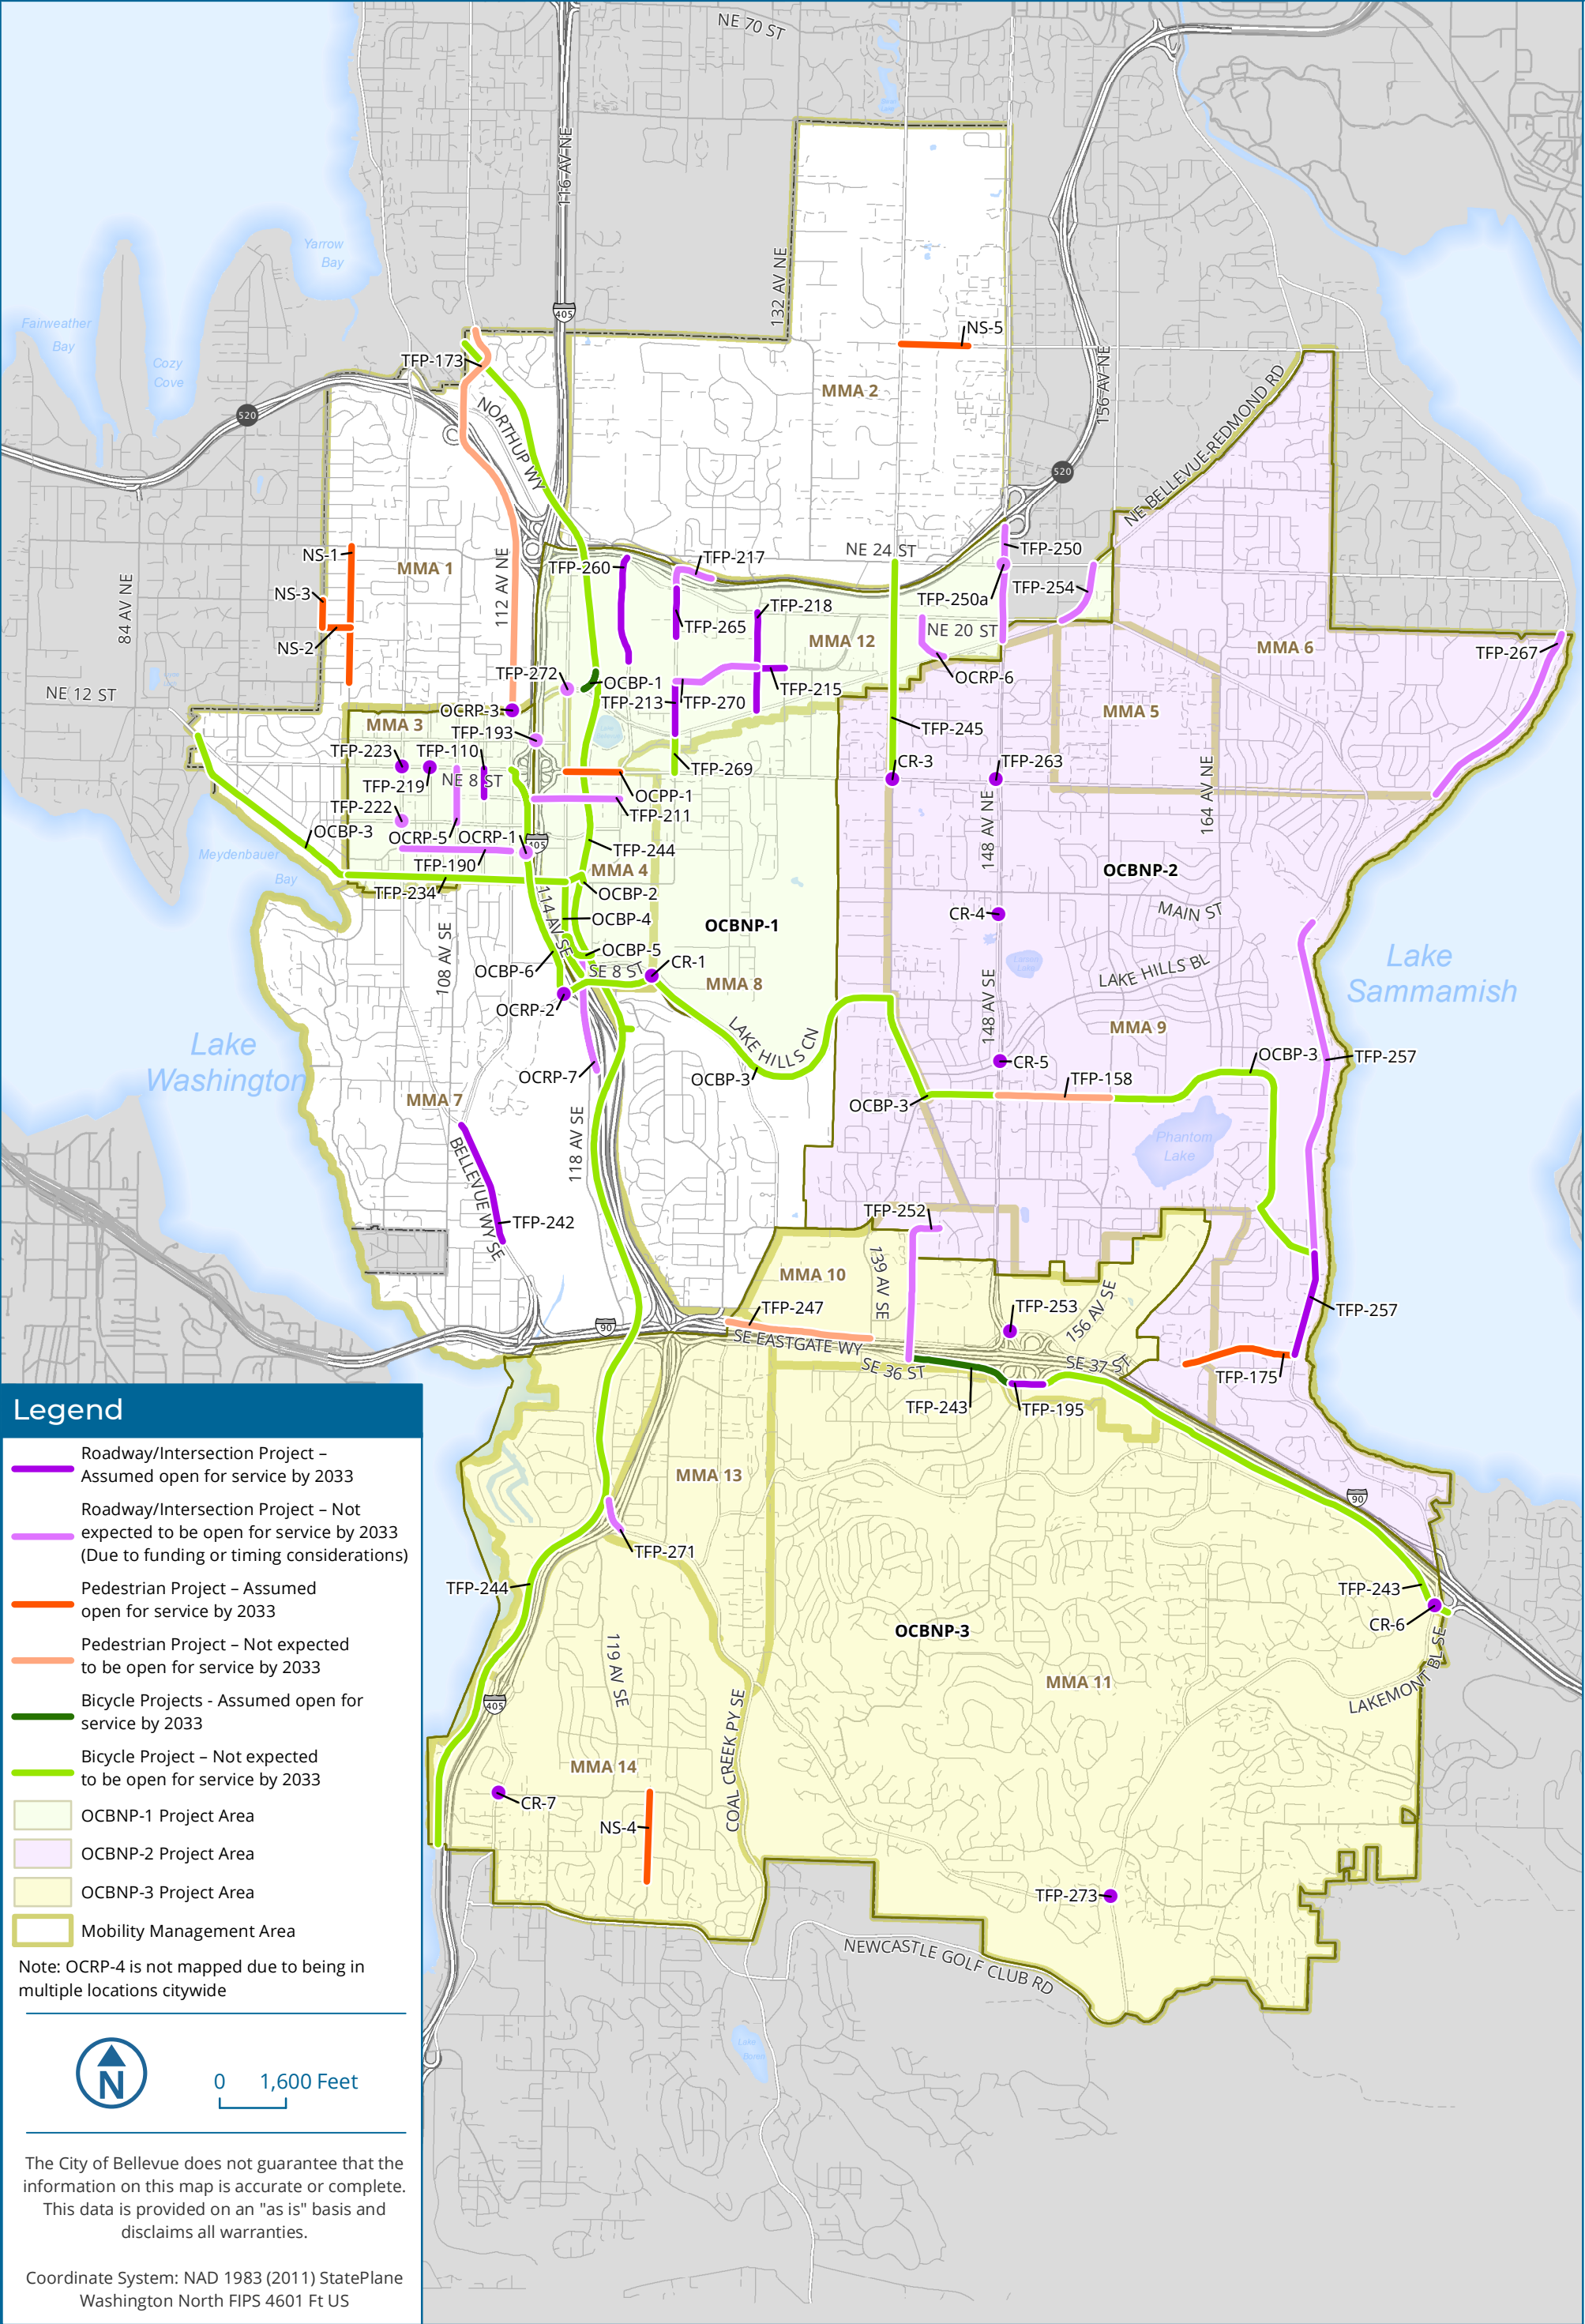 NE 70 ST
116 AV NE
132 AV NE
Yarrow
Bay
Fairweather
Bay
Cozy
Cove
405
NS-5
TFP-173
MMA 2
156 AV NE
NE BELLEVUE-REDMOND RD
520
NORTHUP WY
520
NE 24 ST
TFP-250
TFP-217
TFP-260
NS-1
MMA 1
112 AV NE
TFP-254
TFP-250a
84 AV NE
NS-3
TFP-218
TFP-265
NE 20 ST
MMA 12
MMA 6
NS-2
TFP-267
TFP-272
OCBP-1
OCRP-6
NE 12 ST
TFP-215
TFP-213
TFP-270
OCRP-3
MMA 5
MMA 3
TFP-193
TFP-245
TFP-223
TFP-110
CR-3
TFP-263
TFP-269
NE 8 ST
TFP-219
OCPP-1
164 AV NE
TFP-222
TFP-211
148 AV NE
OCBP-3
OCRP-5
OCRP-1
405
TFP-244
Meydenbauer
Bay
TFP-190
MMA 4
OCBNP-2
TFP-234
OCBP-2
114 AV SE
OCBP-4
CR-4
MAIN ST
OCBNP-1
108 AV SE
OCBP-5
Lake
Sammamish
OCBP-6
SE 8 ST
CR-1
LAKE HILLS BL
MMA 8
148 AV SE
OCRP-2
LAKE HILLS CN
MMA 9
Lake
Washington
OCBP-3
TFP-257
CR-5
OCRP-7
OCBP-3
TFP-158
MMA 7
OCBP-3
118 AV SE
Phantom
Lake
BELLEVUE WY SE
TFP-242
TFP-252
139 AV SE
MMA 10
TFP-247
TFP-253
156 AV SE
TFP-257
90
SE EASTGATE WY
SE 36 ST
SE 37 ST
TFP-175
TFP-243
TFP-195
MMA 13
90
TFP-271
TFP-244
TFP-243
CR-6
OCBNP-3
119 AV SE
LAKEMONT BL SE
MMA 11
405
COAL CREEK PY SE
MMA 14
CR-7
NS-4
TFP-273
NEWCASTLE GOLF CLUB RD
Lake
Boren
Legend
Roadway/Intersection Project –
Assumed open for service by 2033
Roadway/Intersection Project – Not
expected to be open for service by 2033
(Due to funding or timing considerations)
Pedestrian Project – Assumed
open for service by 2033
Pedestrian Project – Not expected
to be open for service by 2033
Bicycle Projects - Assumed open for
service by 2033
Bicycle Project – Not expected
to be open for service by 2033
OCBNP-1 Project Area
OCBNP-2 Project Area
OCBNP-3 Project Area
Mobility Management Area
Note: OCRP-4 is not mapped due to being in
multiple locations citywide
N
0 1,600 Feet
The City of Bellevue does not guarantee that the
information on this map is accurate or complete.
This data is provided on an "as is" basis and
disclaims all warranties.
Coordinate System: NAD 1983 (2011) StatePlane
Washington North FIPS 4601 Ft US